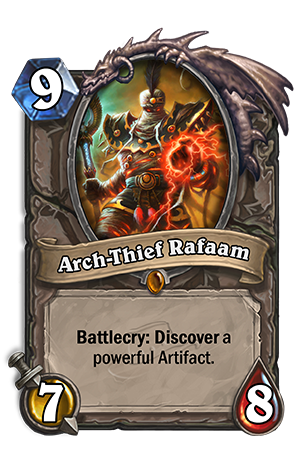 9
Arch-Thief Rafaam
Battlecry: Discover a
powerful Artifact.
7
8